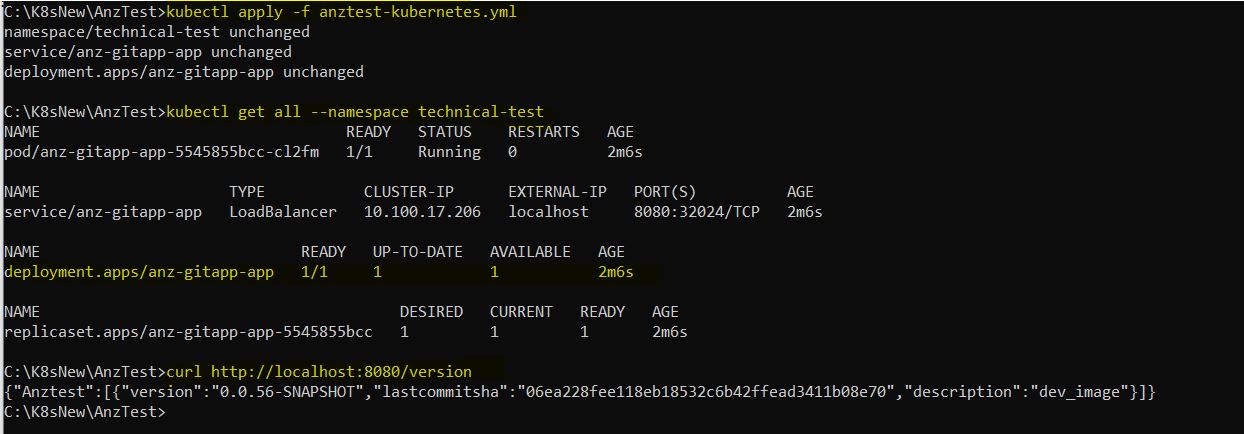 C:\K8sNew\AnzTest>kubectl apply -f anztest-kubernetes.yml
namespace/technical-test unchanged
service/anz-gitapp-app unchanged
deployment.apps/anz-gitapp-app unchanged
C:\K8sNew\AnzTest>kubectl get all --namespace technical-test
NAME READY STATUS RESTARTS AGE
pod/anz-gitapp-app-5545855bcc-cl2fm 1/1 Running 0 2m6s
NAME TYPE CLUSTER-IP EXTERNAL-IP PORT(S) AGE
service/anz-gitapp-app LoadBalancer 10.100.17.206 localhost 8080:32024/TCP 2m6s
NAME READY UP-TO-DATE AVAILABLE AGE
deployment.apps/anz-gitapp-app 1/1 1 1 2m6s
NAME DESIRED CURRENT READY AGE
replicaset.apps/anz-gitapp-app-5545855bcc 1 1 1 2m6s
C:\K8sNew\AnzTest>curl http://localhost:8080/version
{"Anztest":[{"version":"0.0.56-SNAPSHOT","lastcommitsha":"06ea228fee118eb18532c6b42ffead3411b08e70","description":"dev_image"}]}
C:\K8sNew\AnzTest>